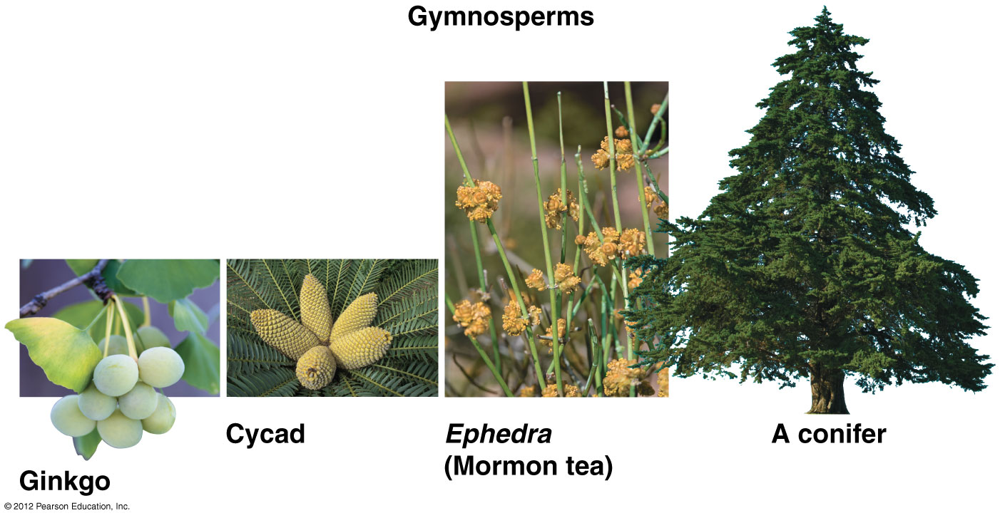 Gymnosperms
Ginkgo
Cycad
Ephedra
(Mormon tea)
A conifer
© 2012 Pearson Education, Inc.